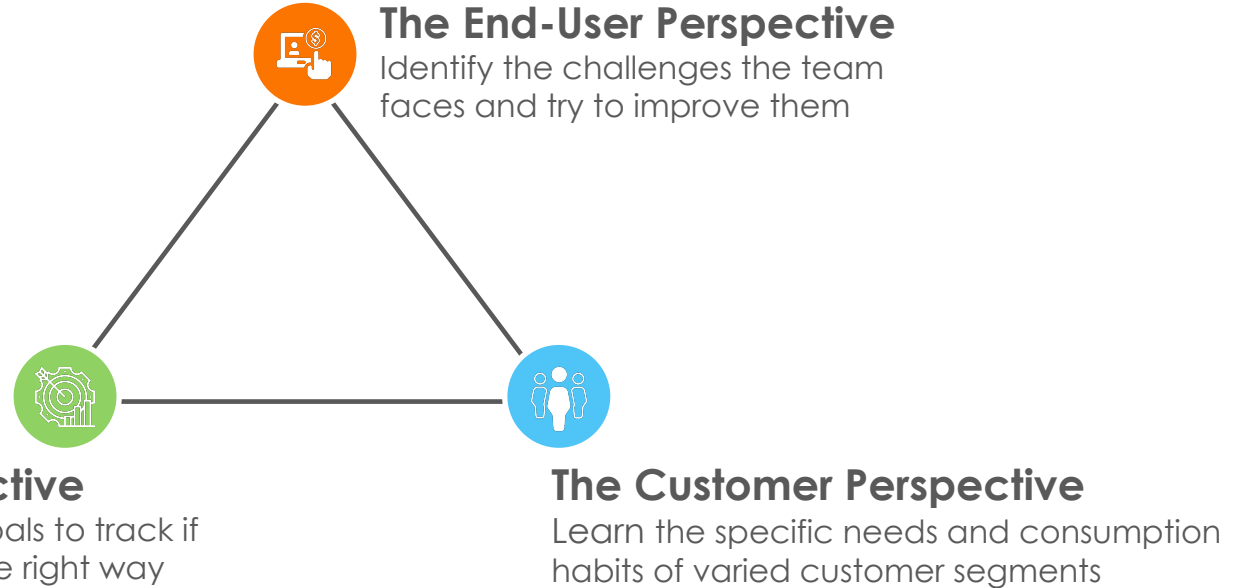 The End-User Perspective
Identify the challenges the team
faces and try to improve them
ctive
oals to track if
e right way
The Customer Perspective
Learn the specific needs and consumption
habits of varied customer segments